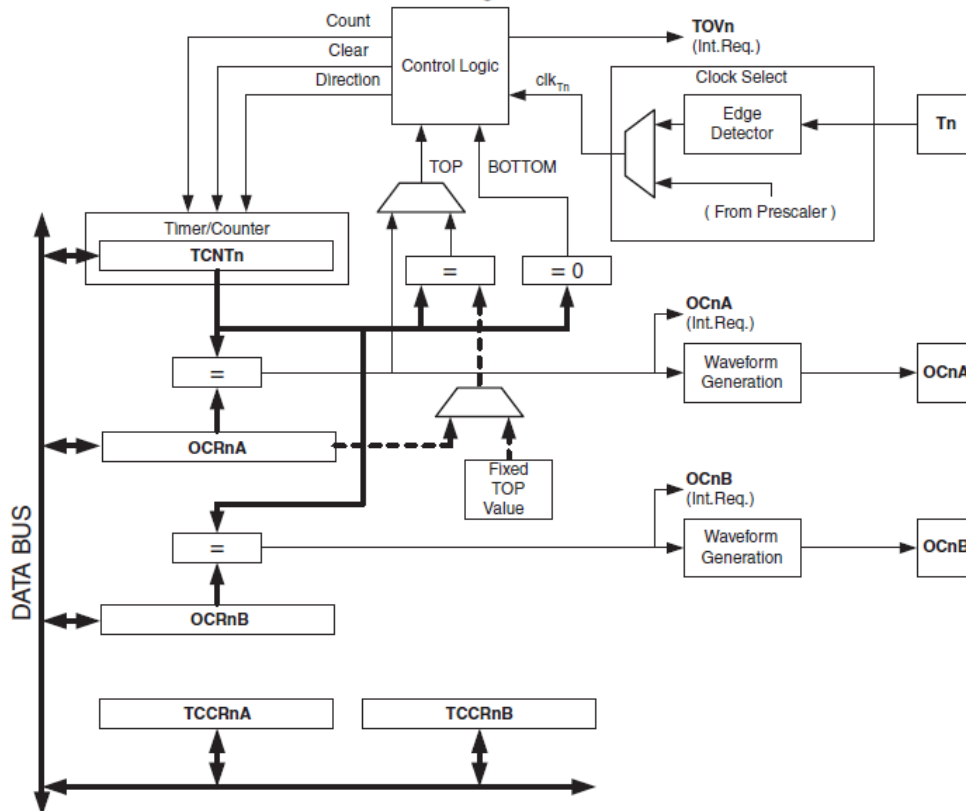 Count
Clear
Direction
Control Logic
TOVn
(Int.Req.)
clkTn
Clock Select
Edge
Detector
Tn
( From Prescaler )
TOP
BOTTOM
Timer/Counter
TCNTn
=
= 0
OCnA
(Int.Req.)
=
Waveform
Generation
OCnA
OCRnA
Fixed
TOP
Value
OCnB
(Int.Req.)
=
Waveform
Generation
OCnB
OCRnB
DATA BUS
TCCRnA
TCCRnB